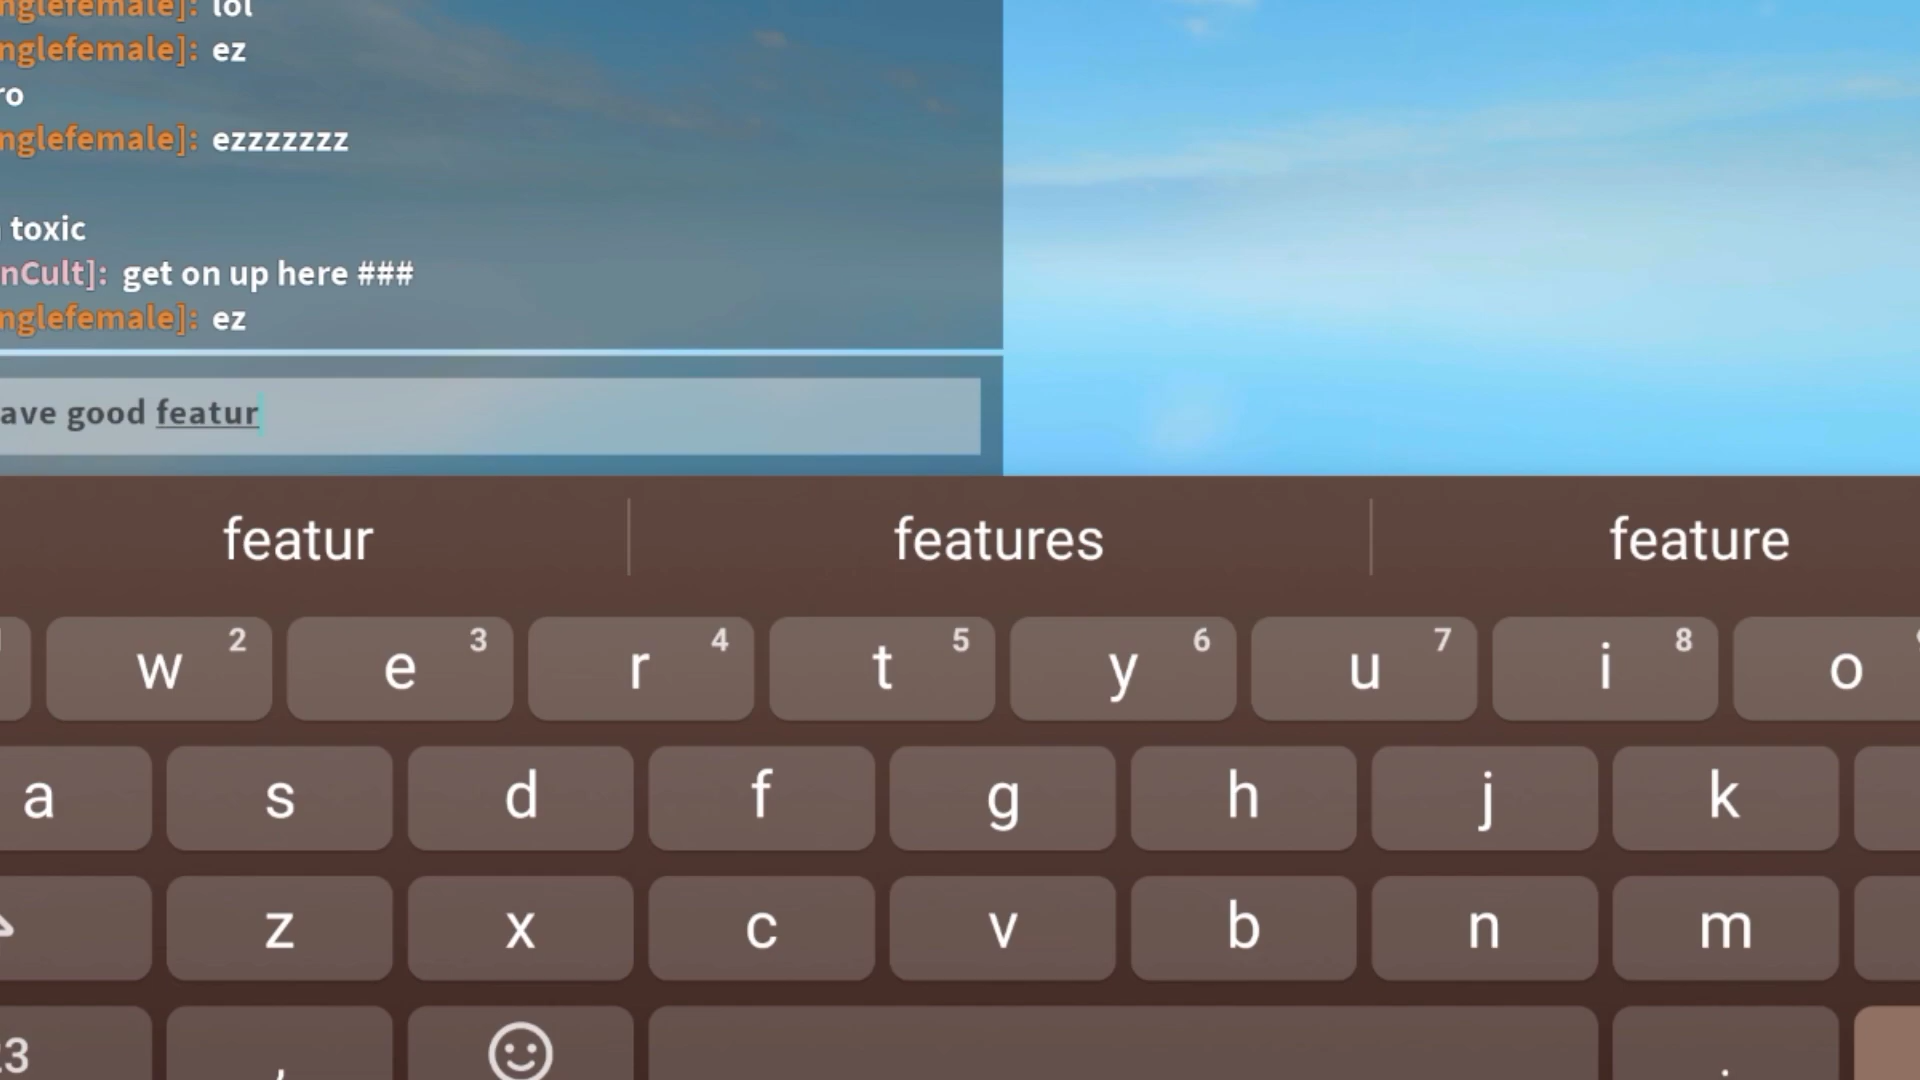 nglefemale]: lol
nglefemale]: ez
ro
nglefemale]: ezzzzzzz
toxic
nCult]: get on up here ###
nglefemale]: ez
ave good featur
featur features feature
w 2 e 3 r 4 t 5 y 6 u 7 i 8 o
a s d f g h j k
z x c v b n m
3 , .